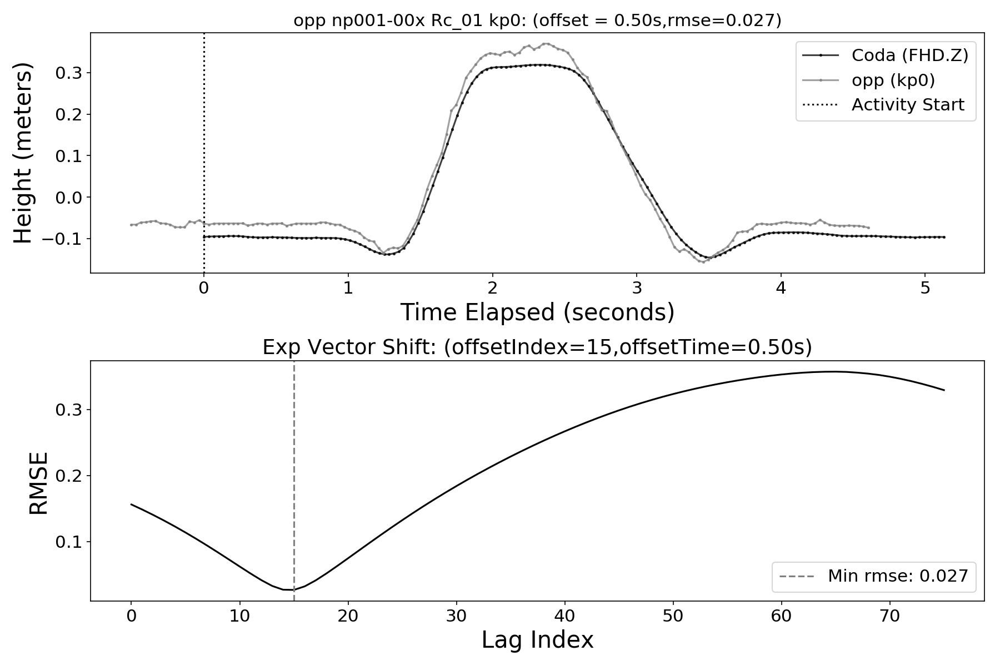 opp np001-00x Rc_01 kp0: (offset = 0.50s,rmse=0.027)
Height (meters)
0.3
0.2
0.1
0.0
−0.1
Coda (FHD.Z)
opp (kp0)
Activity Start
0 1 2 3 4 5
Time Elapsed (seconds)
Exp Vector Shift: (offsetIndex=15,offsetTime=0.50s)
RMSE
0.3
0.2
0.1
Min rmse: 0.027
0 10 20 30 40 50 60 70
Lag Index